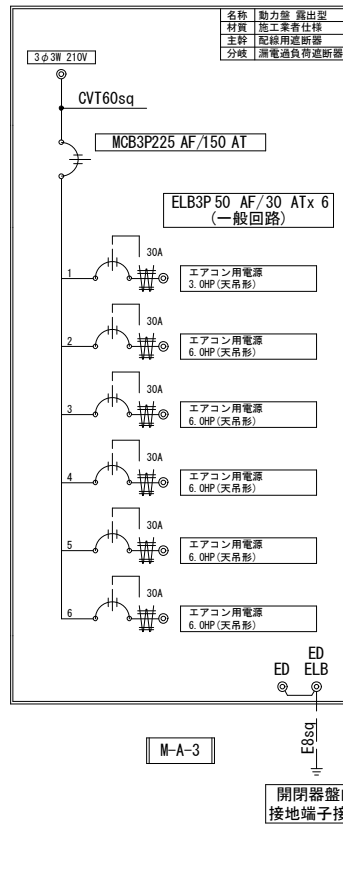 名称 動力盤 露出型
材質 施工業者仕様
主幹 配線用遮断器
分岐 漏電過負荷遮断器
3φ3W 210V
CVT60sq
MCB3P225 AF/150 AT
ELB3P 50 AF/30 ATx 6
(一般回路)
30A
1
エアコン用電源
3.0HP(天吊形)
30A
2
エアコン用電源
6.0HP(天吊形)
30A
3
エアコン用電源
6.0HP(天吊形)
30A
4
エアコン用電源
6.0HP(天吊形)
30A
5
エアコン用電源
6.0HP(天吊形)
30A
6
エアコン用電源
6.0HP(天吊形)
ED
ED ELB
E8sq
M-A-3
開閉器盤
接地端子接